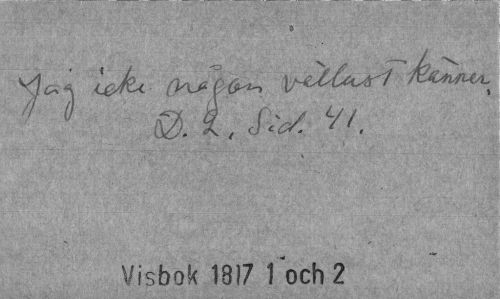 Jag icke någon vällust känner.
D. 2. Sid. 41.
Visbok 1817 1 och 2